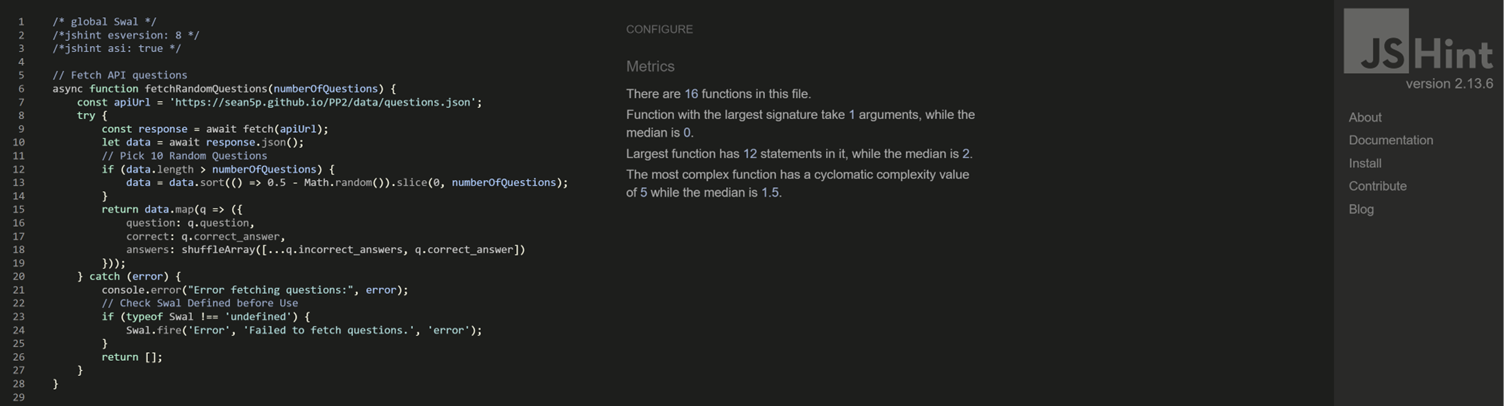 1 /* global Swal */
2 /*jshint esversion: 8 */
3 /*jshint asi: true */
4
5 // Fetch API questions
6 async function fetchRandomQuestions(numberOfQuestions) {
7     const apiUrl = 'https://sean5p.github.io/PP2/data/questions.json';
8     try {
9         const response = await fetch(apiUrl);
10         let data = await response.json();
11         // Pick 10 Random Questions
12         if (data.length > numberOfQuestions) {
13             data = data.sort(() => 0.5 - Math.random()).slice(0, numberOfQuestions);
14         }
15         return data.map(q => ({
16             question: q.question,
17             correct: q.correct_answer,
18             answers: shuffleArray([...q.incorrect_answers, q.correct_answer])
19         }));
20     } catch (error) {
21         console.error("Error fetching questions:", error);
22         // Check Swal Defined before Use
23         if (typeof Swal !== 'undefined') {
24             Swal.fire('Error', 'Failed to fetch questions.', 'error');
25         }
26         return [];
27     }
28 }
29
CONFIGURE
Metrics
There are 16 functions in this file.
Function with the largest signature take 1 arguments, while the
median is 0.
Largest function has 12 statements in it, while the median is 2.
The most complex function has a cyclomatic complexity value
of 5 while the median is 1.5.
JSHint
version 2.13.6
About
Documentation
Install
Contribute
Blog